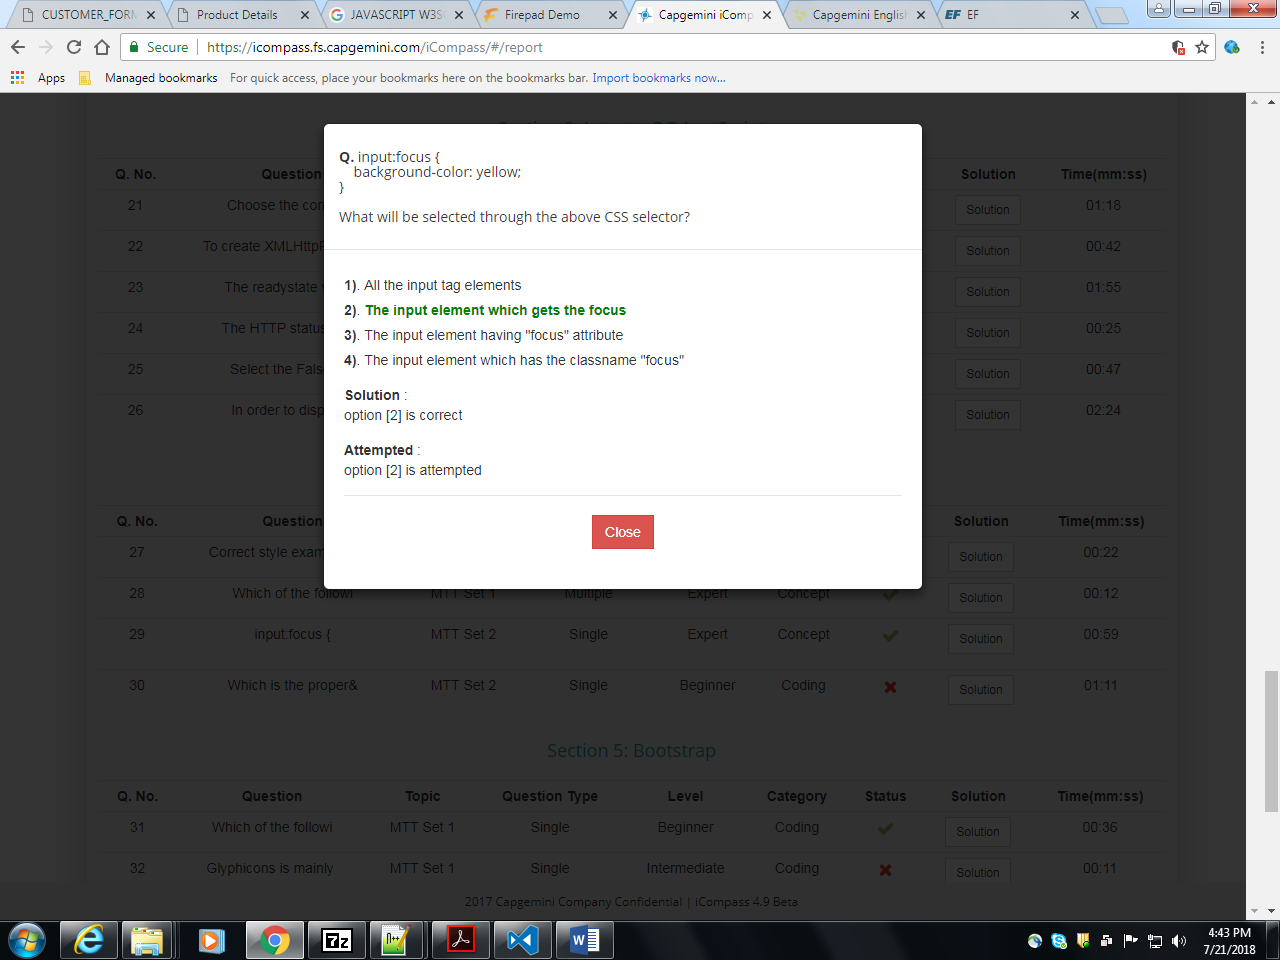 CUSTOMER_FORM
Product Details
JAVASCRIPT W3S
Firepad Demo
Capgemini iComp
Capgemini English
EF EF
Secure https://icompass.fs.capgemini.com/iCompass/#/report
Apps Managed bookmarks For quick access, place your bookmarks here on the bookmarks bar. Import bookmarks now...
Q. input:focus {
background-color: yellow;
}
What will be selected through the above CSS selector?
1). All the input tag elements
2). The input element which gets the focus
3). The input element having "focus" attribute
4). The input element which has the classname "focus"
Solution :
option [2] is correct
Attempted :
option [2] is attempted
Close
Q. No. Question Solution Time(mm:ss)
21 Choose the cor Solution 01:18
22 To create XMLHttpR Solution 00:42
23 The readystate Solution 01:55
24 The HTTP status Solution 00:25
25 Select the Fals Solution 00:47
26 In order to disp Solution 02:24
Q. No. Question Solution Time(mm:ss)
27 Correct style exam Solution 00:22
28 Which of the followi MTT Set 1 Multiple Expert Concept Solution 00:12
29 input:focus { MTT Set 2 Single Expert Concept Solution 00:59
30 Which is the proper& MTT Set 2 Single Beginner Coding Solution 01:11
Section 5: Bootstrap
Q. No. Question Topic Question Type Level Category Status Solution Time(mm:ss)
31 Which of the followi MTT Set 1 Single Beginner Coding Solution 00:36
32 Glyphicons is mainly MTT Set 1 Single Intermediate Coding Solution 00:11
2017 Capgemini Company Confidential | iCompass 4.9 Beta
4:43 PM
7/21/2018